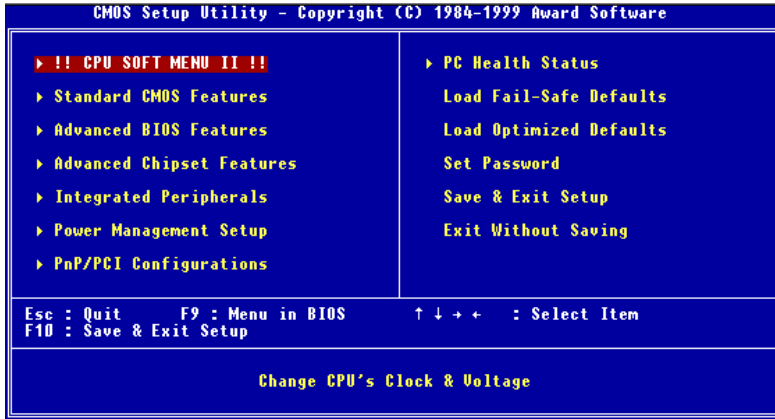 CMOS Setup Utility - Copyright (C) 1984-1999 Award Software
!! CPU SOFT MENU II !!
Standard CMOS Features
Advanced BIOS Features
Advanced Chipset Features
Integrated Peripherals
Power Management Setup
PnP/PCI Configurations
PC Health Status
Load Fail-Safe Defaults
Load Optimized Defaults
Set Password
Save & Exit Setup
Exit Without Saving
Esc : Quit F9 : Menu in BIOS ↑ ↓ → ← : Select Item
F10 : Save & Exit Setup
Change CPU's Clock & Voltage